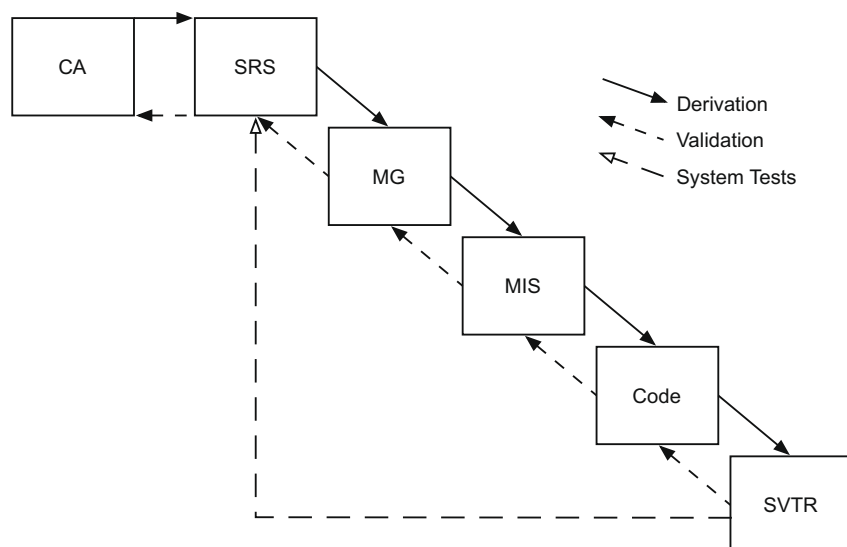 CA
SRS
Derivation
Validation
System Tests
MG
MIS
Code
SVTR